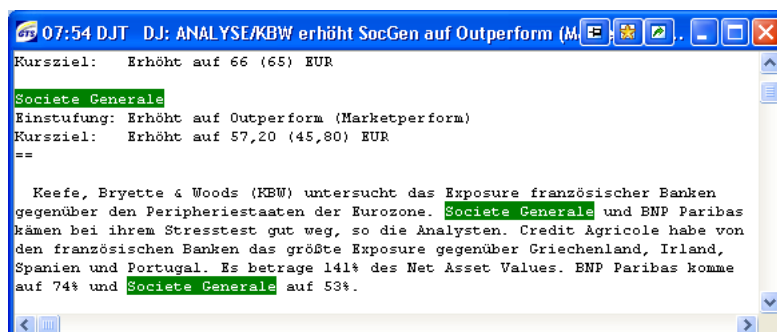 GTS 07:54 DJT DJ: ANALYSE/KBW erhöht SocGen auf Outperform (M
Kursziel: Erhöht auf 66 (65) EUR
Societe Generale
Einstufung: Erhöht auf Outperform (Marketperform)
Kursziel: Erhöht auf 57,20 (45,80) EUR
==
Keefe, Bryette & Woods (KBW) untersucht das Exposure französischer Banken
gegenüber den Peripheriestaaten der Eurozone. Societe Generale und BNP Paribas
kämen bei ihrem Stresstest gut weg, so die Analysten. Credit Agricole habe von
den französischen Banken das größte Exposure gegenüber Griechenland, Irland,
Spanien und Portugal. Es betrage 141% des Net Asset Values. BNP Paribas komme
auf 74% und Societe Generale auf 53%.